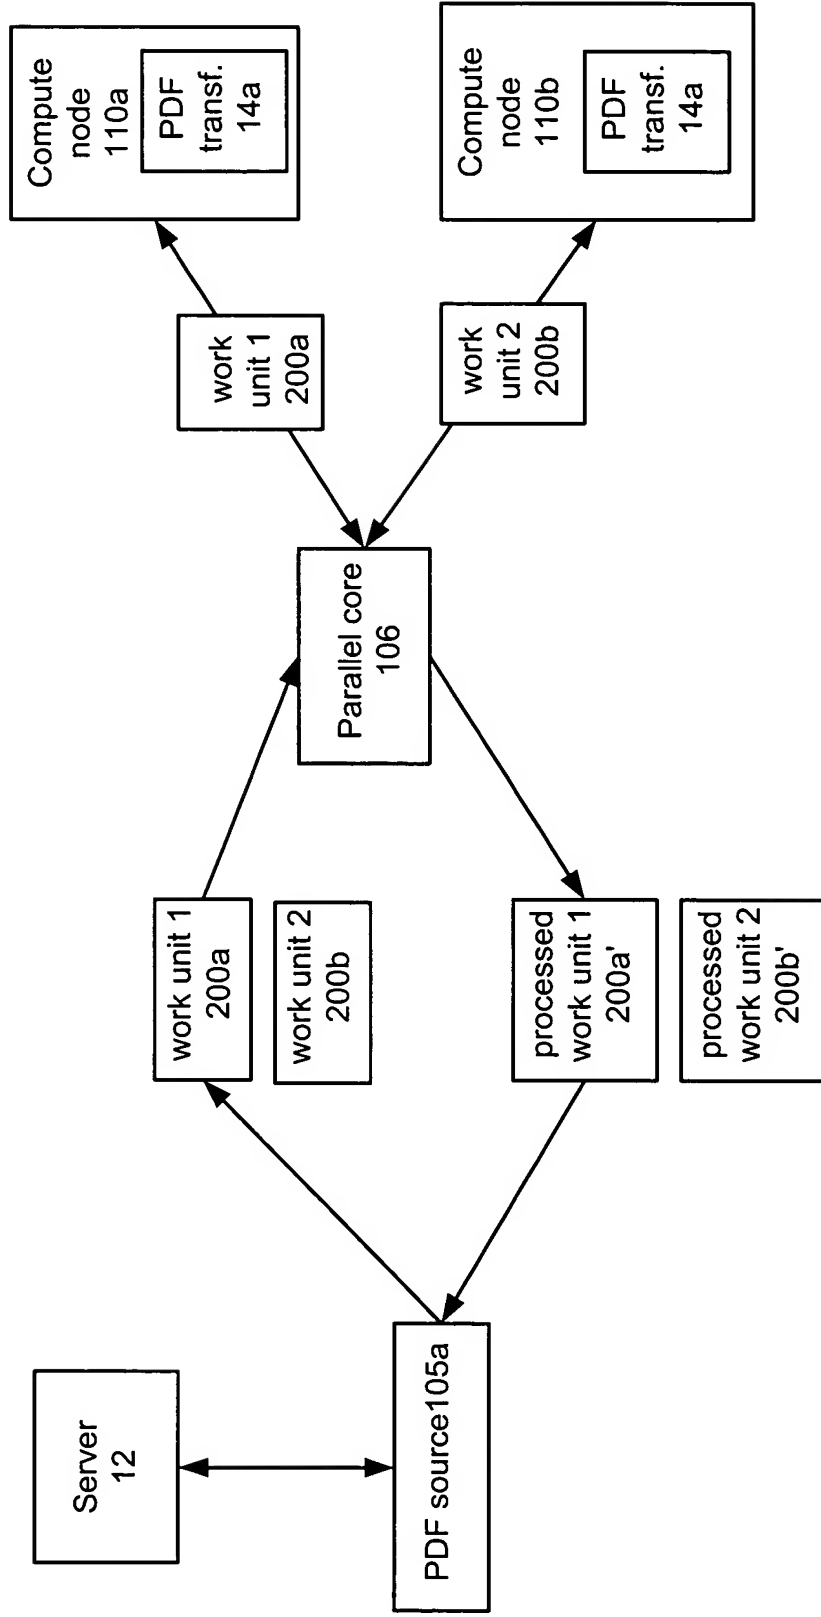 Server
12
PDF source105a
work unit 1
200a
work unit 2
200b
processed
work unit 1
200a'
processed
work unit 2
200b'
Parallel core
106
work
unit 1
200a
work
unit 2
200b
Compute
node
110a
PDF
transf.
14a
Compute
node
110b
PDF
transf.
14a